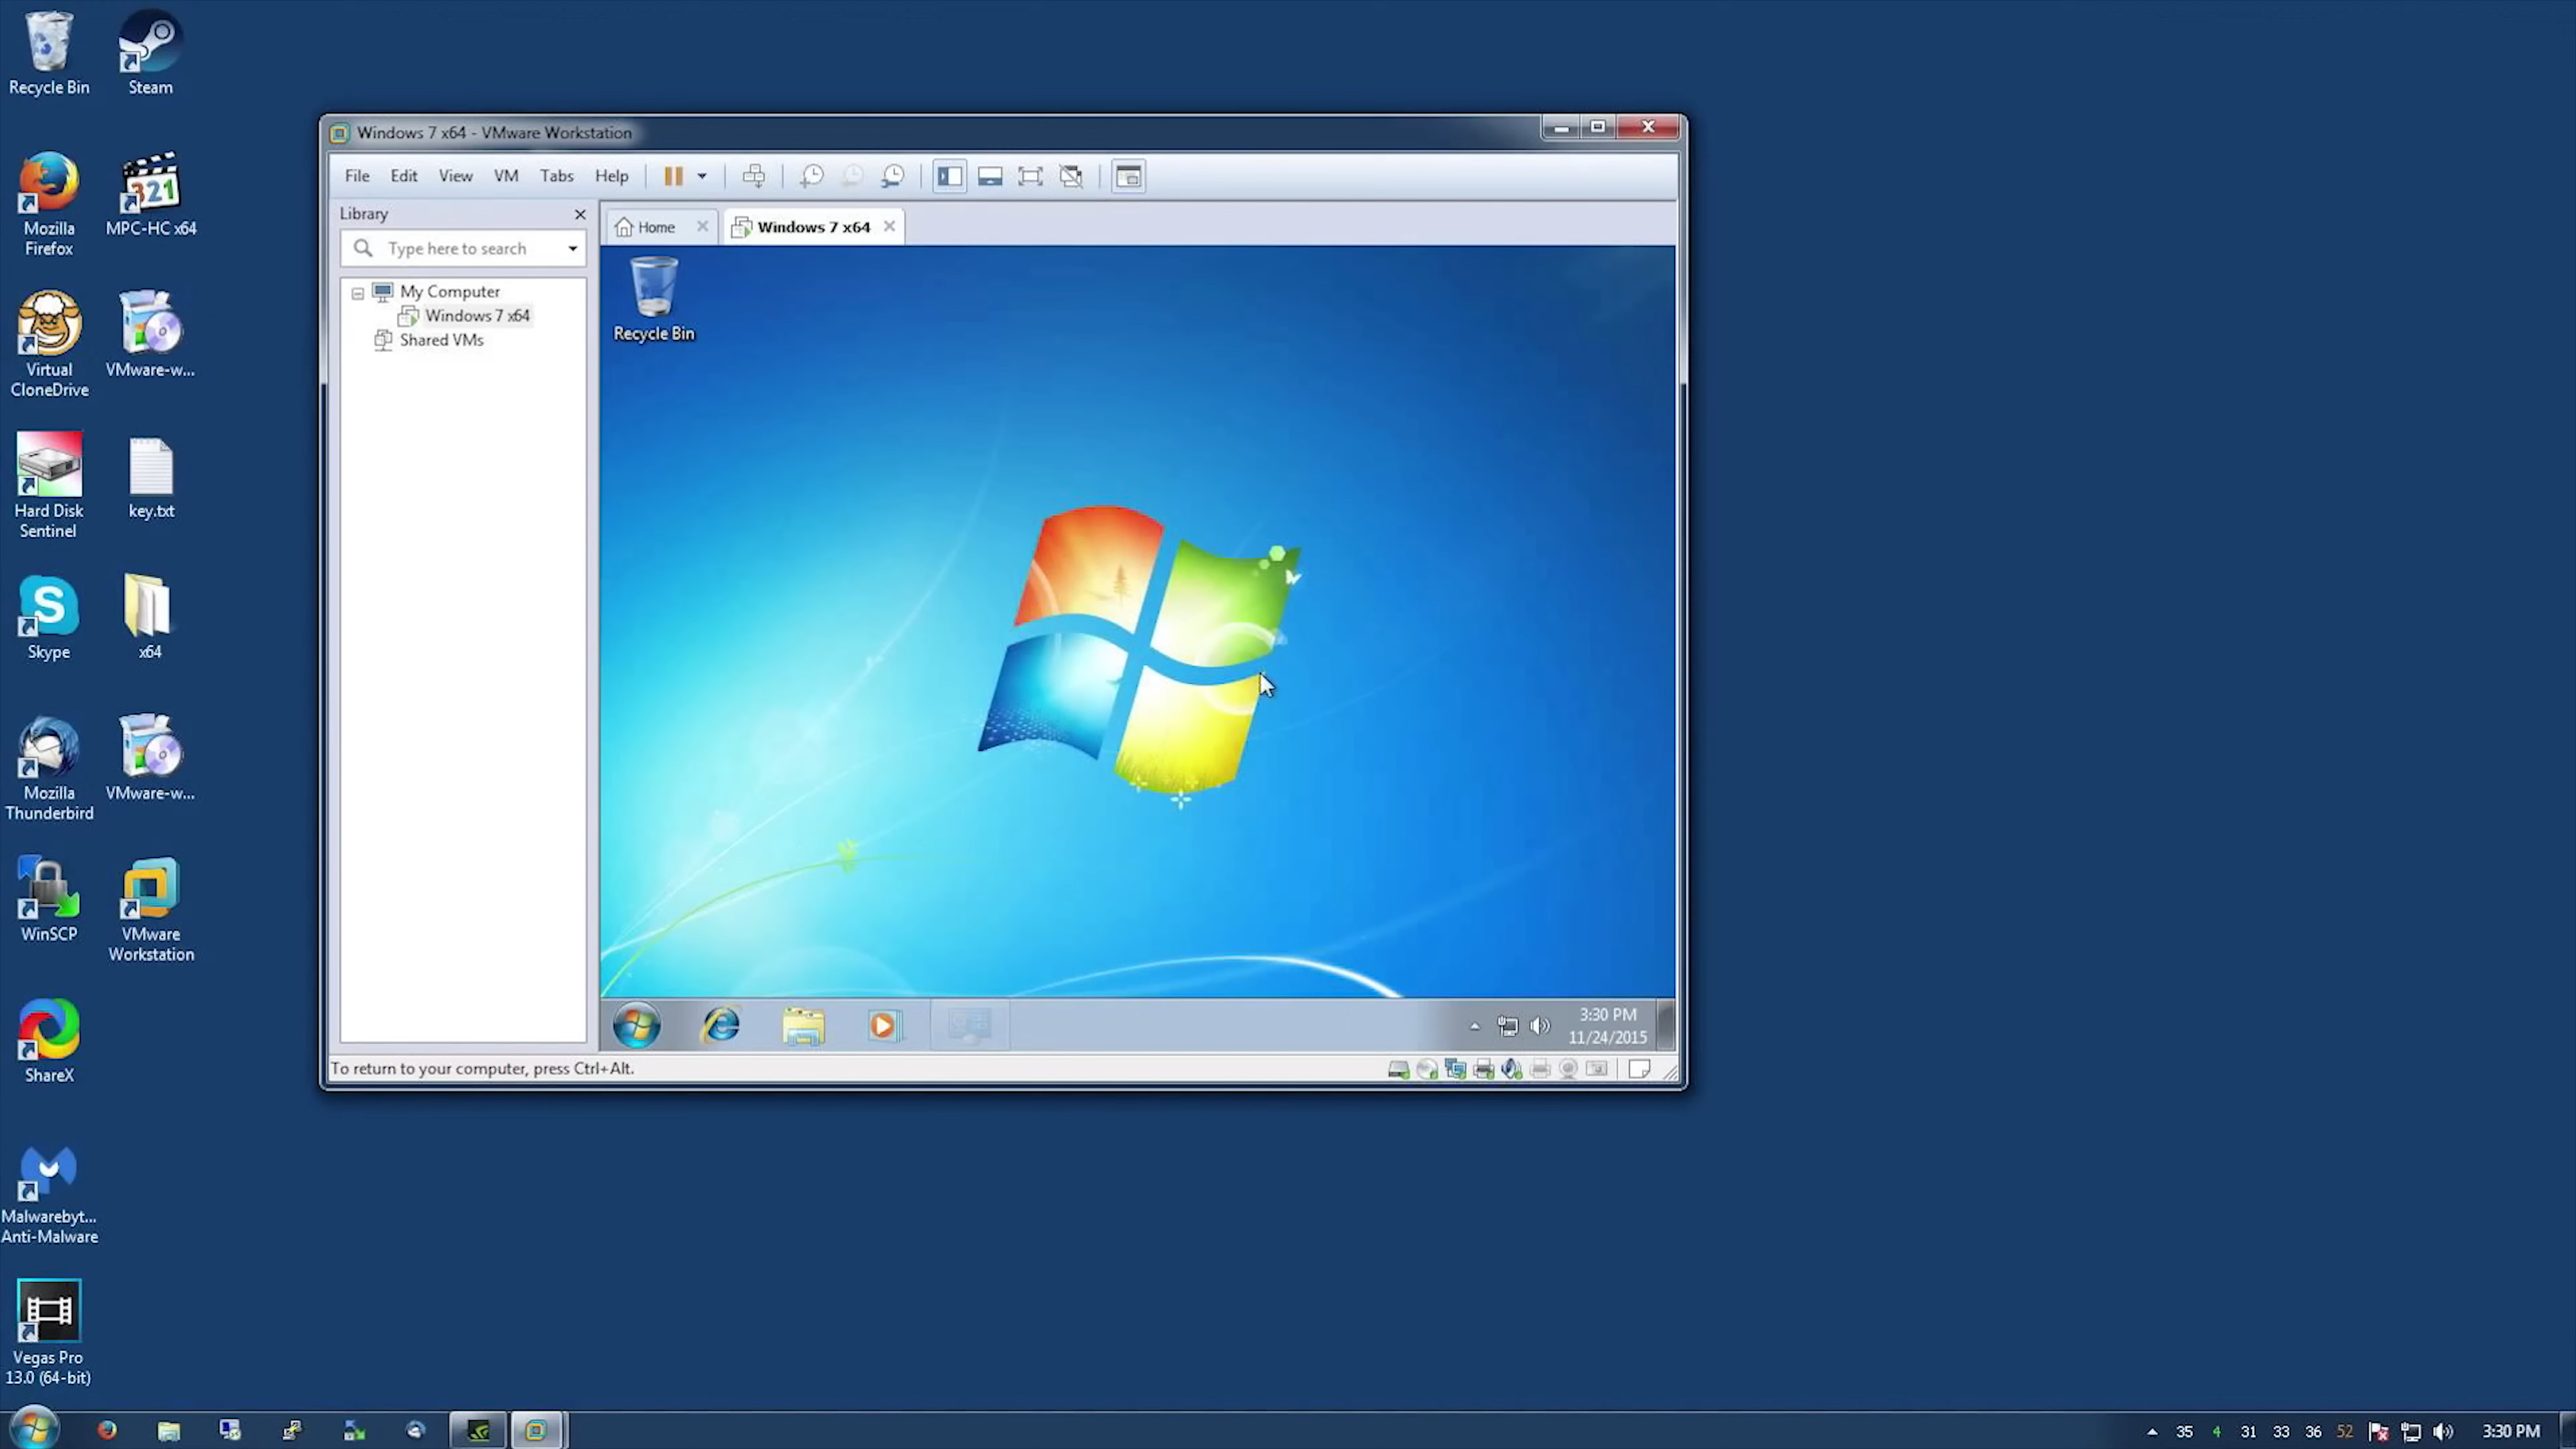 Recycle Bin
Steam
Mozilla
Firefox
MPC-HC x64
321
Virtual
CloneDrive
VMware-w...
Hard Disk
Sentinel
key.txt
S
Skype
x64
Mozilla
Thunderbird
VMware-w...
WinSCP
VMware
Workstation
ShareX
Malwarebyt...
Anti-Malware
Vegas Pro
13.0 (64-bit)
Windows 7 x64 - VMware Workstation
File Edit View VM Tabs Help
Library
Type here to search
My Computer
Windows 7 x64
Shared VMs
Home
Windows 7 x64
Recycle Bin
3:30 PM
11/24/2015
To return to your computer, press Ctrl+Alt.
35 4 31 33 36 52 3:30 PM